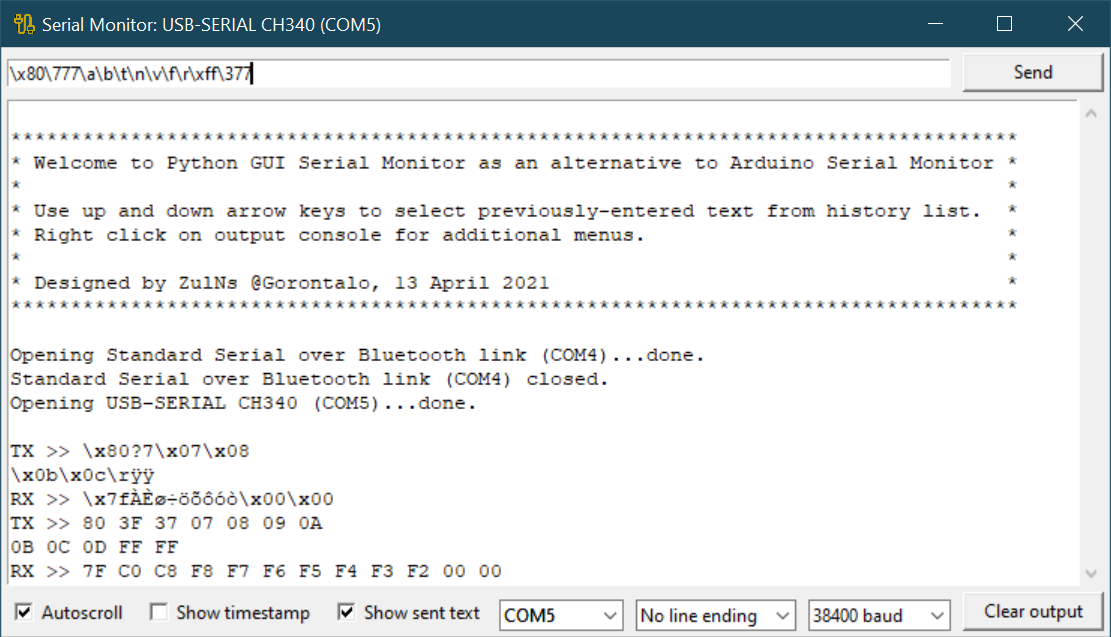 Serial Monitor: USB-SERIAL CH340 (COM5)
\x80\777\a\b\t\n\v\f\r\xff\377
Send
************************************************************************************
* Welcome to Python GUI Serial Monitor as an alternative to Arduino Serial Monitor *
*                                                                                  *
* Use up and down arrow keys to select previously-entered text from history list.  *
* Right click on output console for additional menus.                              *
*                                                                                  *
* Designed by ZulNs @Gorontalo, 13 April 2021                                      *
************************************************************************************
Opening Standard Serial over Bluetooth link (COM4)...done.
Standard Serial over Bluetooth link (COM4) closed.
Opening USB-SERIAL CH340 (COM5)...done.
TX >> \x80?7\x07\x08
\x0b\x0c\rÿÿ
RX >> \x7fÀÈø÷öõôóò\x00\x00
TX >> 80 3F 37 07 08 09 0A
0B 0C 0D FF FF
RX >> 7F C0 C8 F8 F7 F6 F5 F4 F3 F2 00 00
Autoscroll
Show timestamp
Show sent text
COM5
No line ending
38400 baud
Clear output